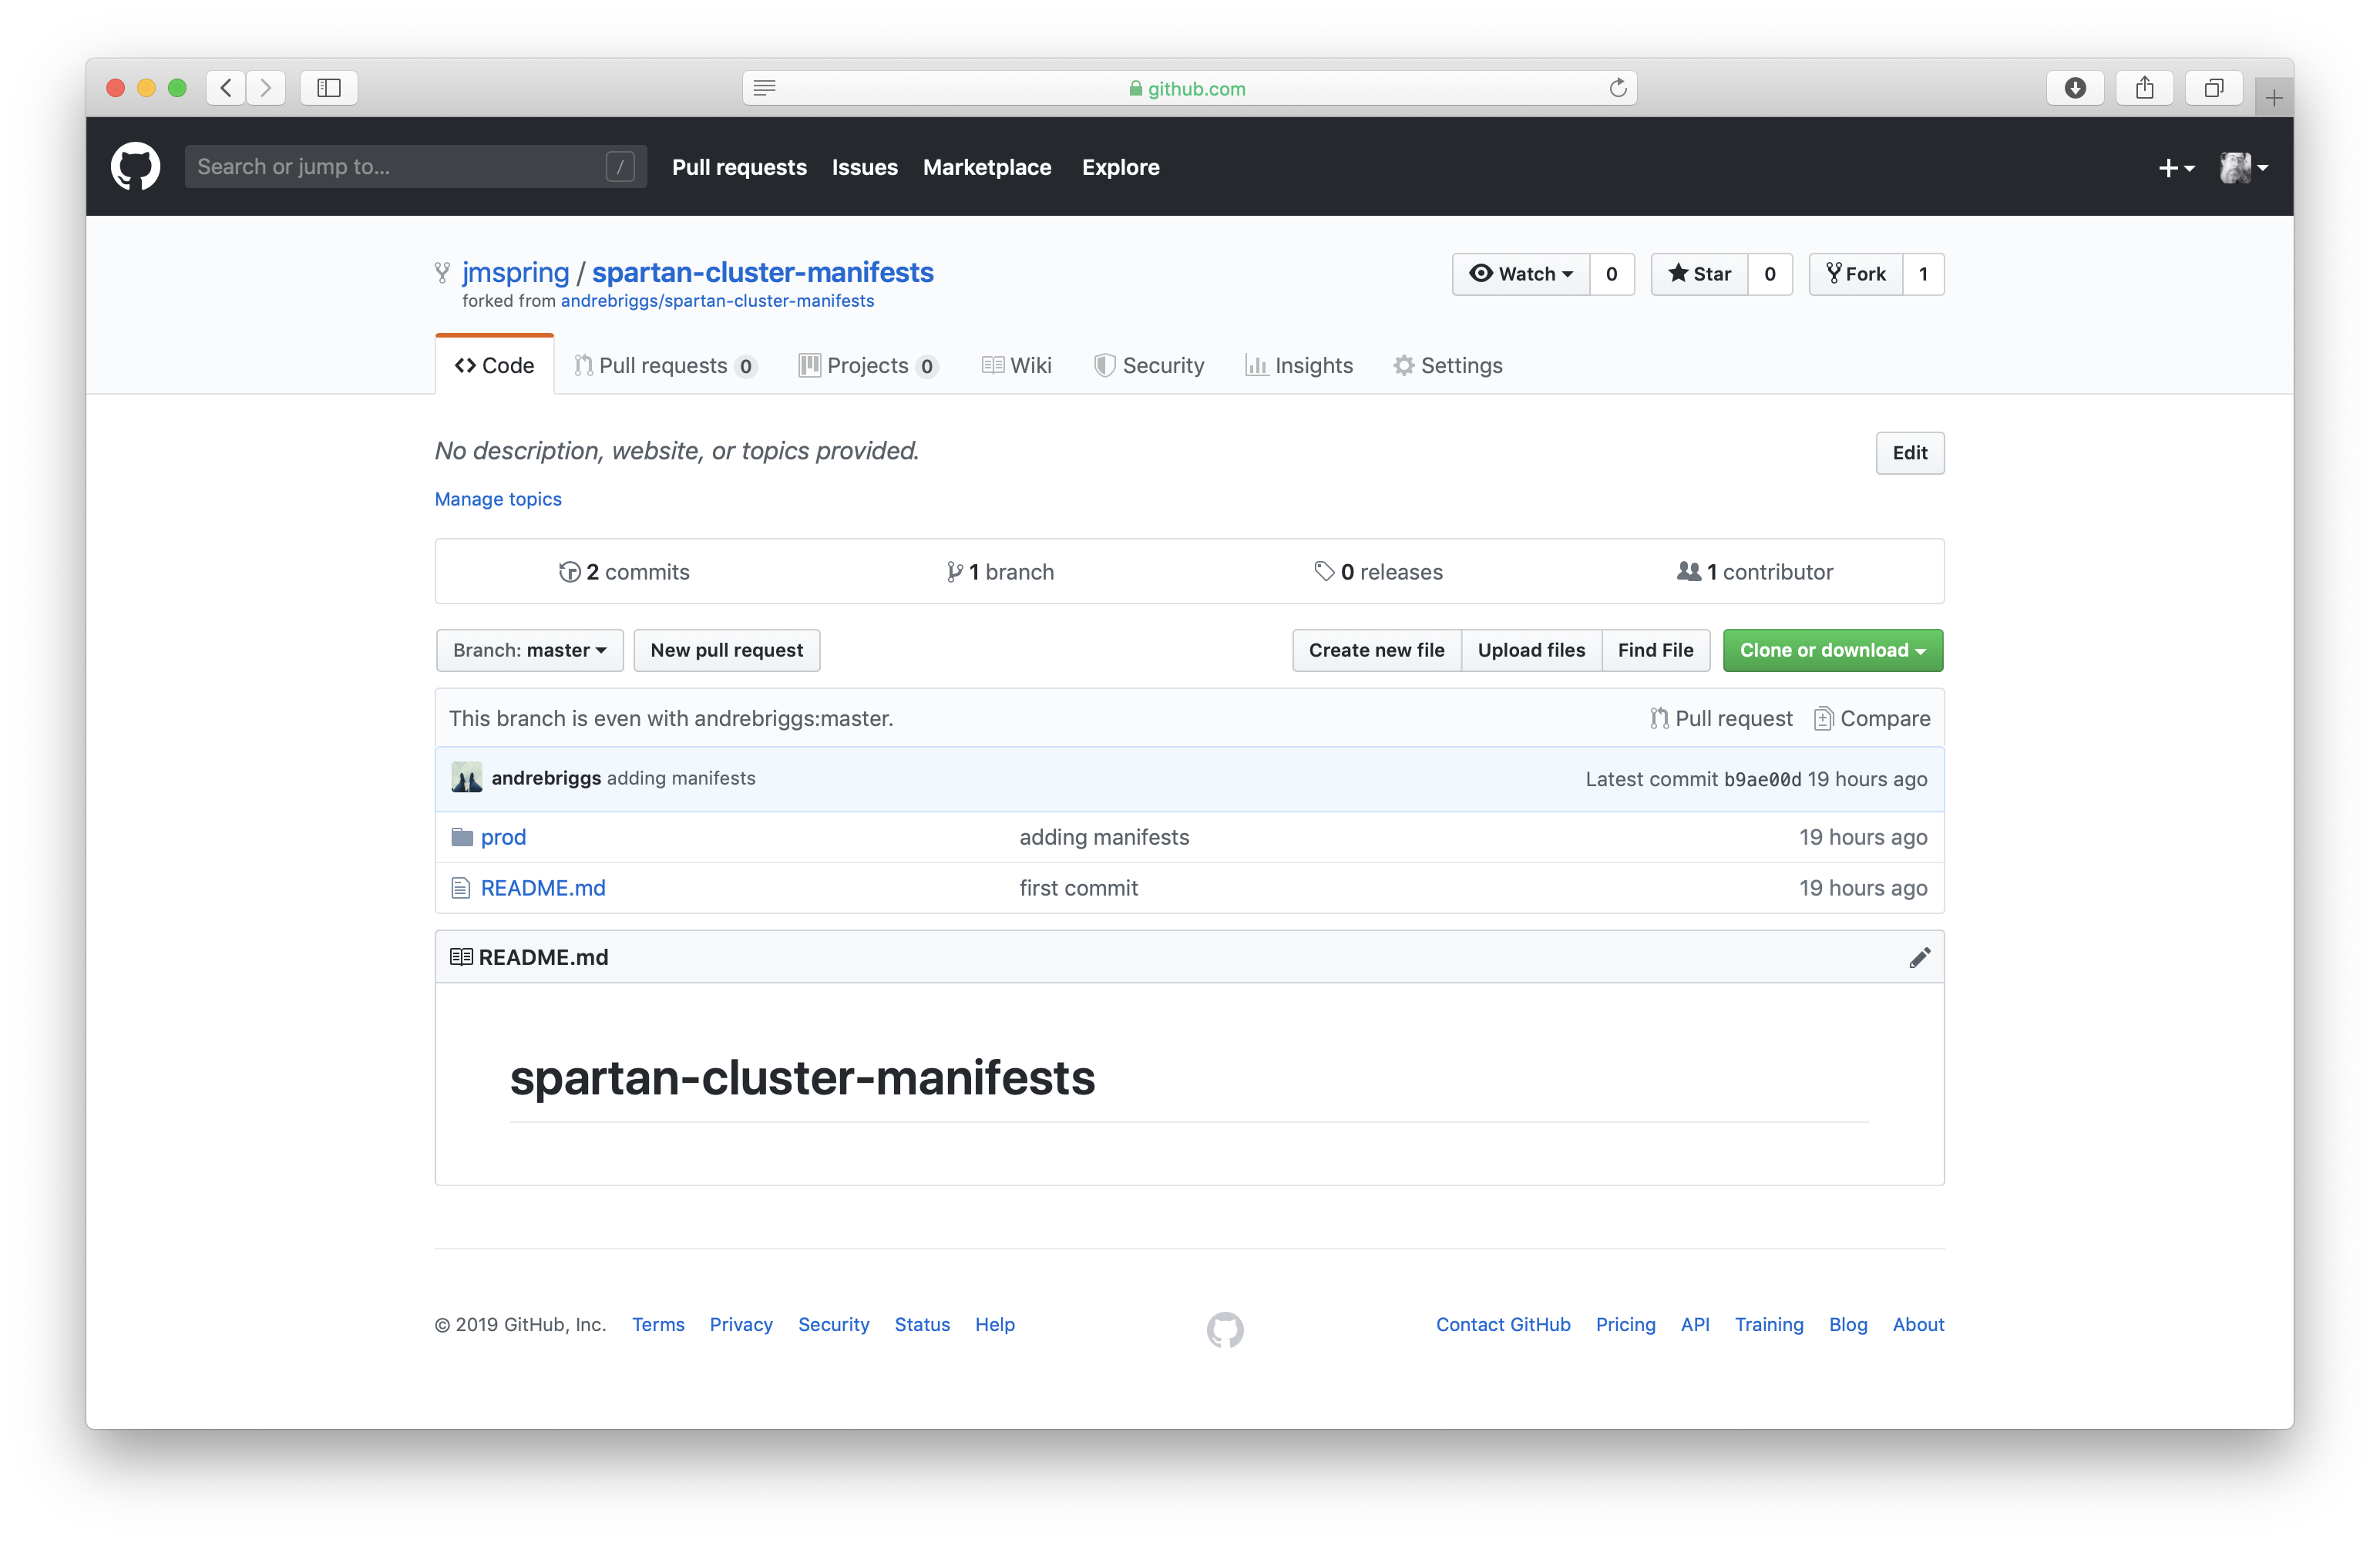 github.com
Search or jump to... /
Pull requests Issues Marketplace Explore
jmspring / spartan-cluster-manifests
forked from andrebriggs/spartan-cluster-manifests
Watch 0 Star 0 Fork 1
Code Pull requests 0 Projects 0 Wiki Security Insights Settings
No description, website, or topics provided.
Edit
Manage topics
2 commits 1 branch 0 releases 1 contributor
Branch: master New pull request Create new file Upload files Find File Clone or download
This branch is even with andrebriggs:master. Pull request Compare
andrebriggs adding manifests Latest commit b9ae00d 19 hours ago
prod adding manifests 19 hours ago
README.md first commit 19 hours ago
README.md
spartan-cluster-manifests
© 2019 GitHub, Inc. Terms Privacy Security Status Help Contact GitHub Pricing API Training Blog About